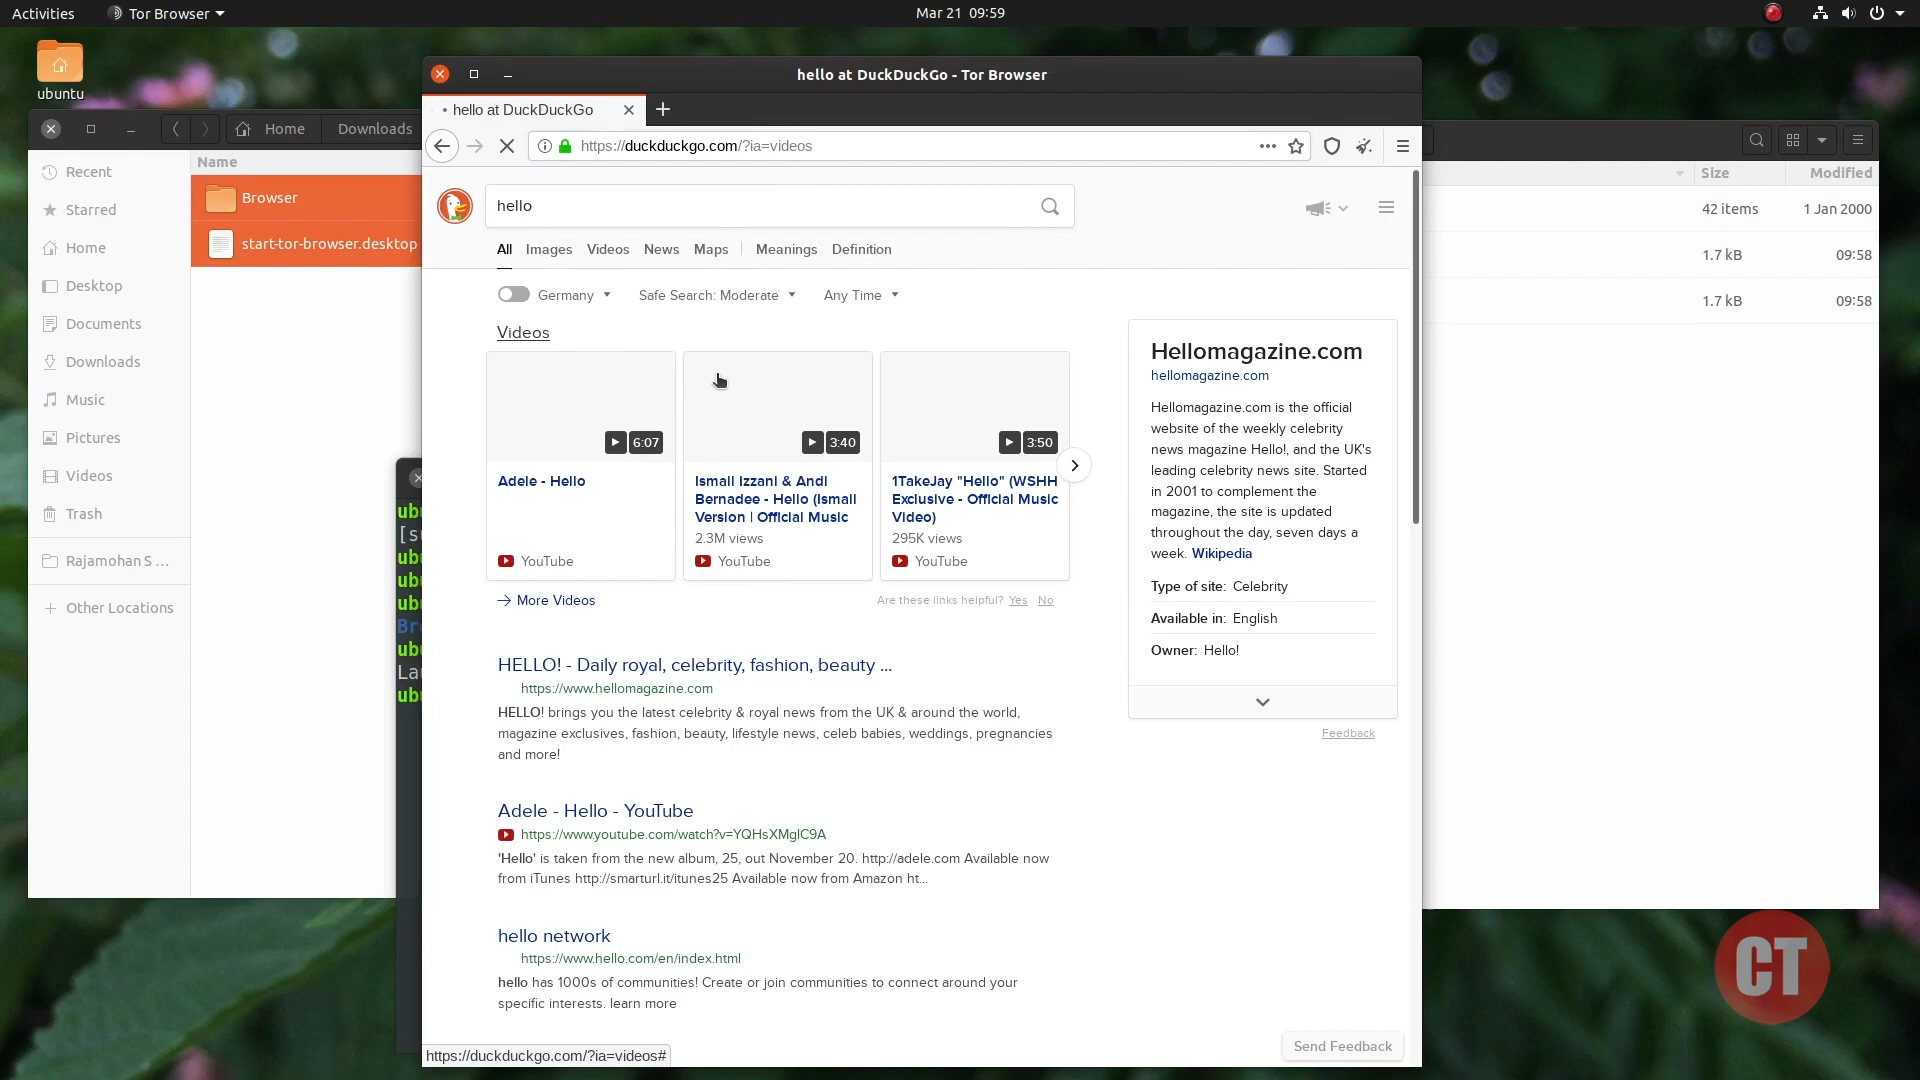 Activities
Tor Browser
Mar 21 09:59
ubuntu
hello at DuckDuckGo - Tor Browser
hello at DuckDuckGo
https://duckduckgo.com/?ia=videos
Home
Downloads
Name
Recent
Starred
Home
Desktop
Documents
Downloads
Music
Pictures
Videos
Trash
Rajamohan S ...
Other Locations
Browser
start-tor-browser.desktop
hello
All
Images
Videos
News
Maps
Meanings
Definition
Germany
Safe Search: Moderate
Any Time
Videos
6:07
3:40
3:50
Adele - Hello
YouTube
Ismail Izzani & Andi
Bernadee - Hello (Ismail
Version | Official Music
2.3M views
YouTube
1TakeJay "Hello" (WSHH
Exclusive - Official Music
Video)
295K views
YouTube
More Videos
Are these links helpful? Yes No
HELLO! - Daily royal, celebrity, fashion, beauty ...
https://www.hellomagazine.com
HELLO! brings you the latest celebrity & royal news from the UK & around the world,
magazine exclusives, fashion, beauty, lifestyle news, celeb babies, weddings, pregnancies
and more!
Adele - Hello - YouTube
https://www.youtube.com/watch?v=YQHsXMglC9A
'Hello' is taken from the new album, 25, out November 20. http://adele.com Available now
from iTunes http://smarturl.it/itunes25 Available now from Amazon ht...
hello network
https://www.hello.com/en/index.html
hello has 1000s of communities! Create or join communities to connect around your
specific interests. learn more
Hellomagazine.com
hellomagazine.com
Hellomagazine.com is the official
website of the weekly celebrity
news magazine Hello!, and the UK's
leading celebrity news site. Started
in 2001 to complement the
magazine, the site is updated
throughout the day, seven days a
week. Wikipedia
Type of site: Celebrity
Available in: English
Owner: Hello!
Feedback
Send Feedback
https://duckduckgo.com/?ia=videos#
Size
Modified
42 items
1 Jan 2000
1.7 kB
09:58
1.7 kB
09:58
CT